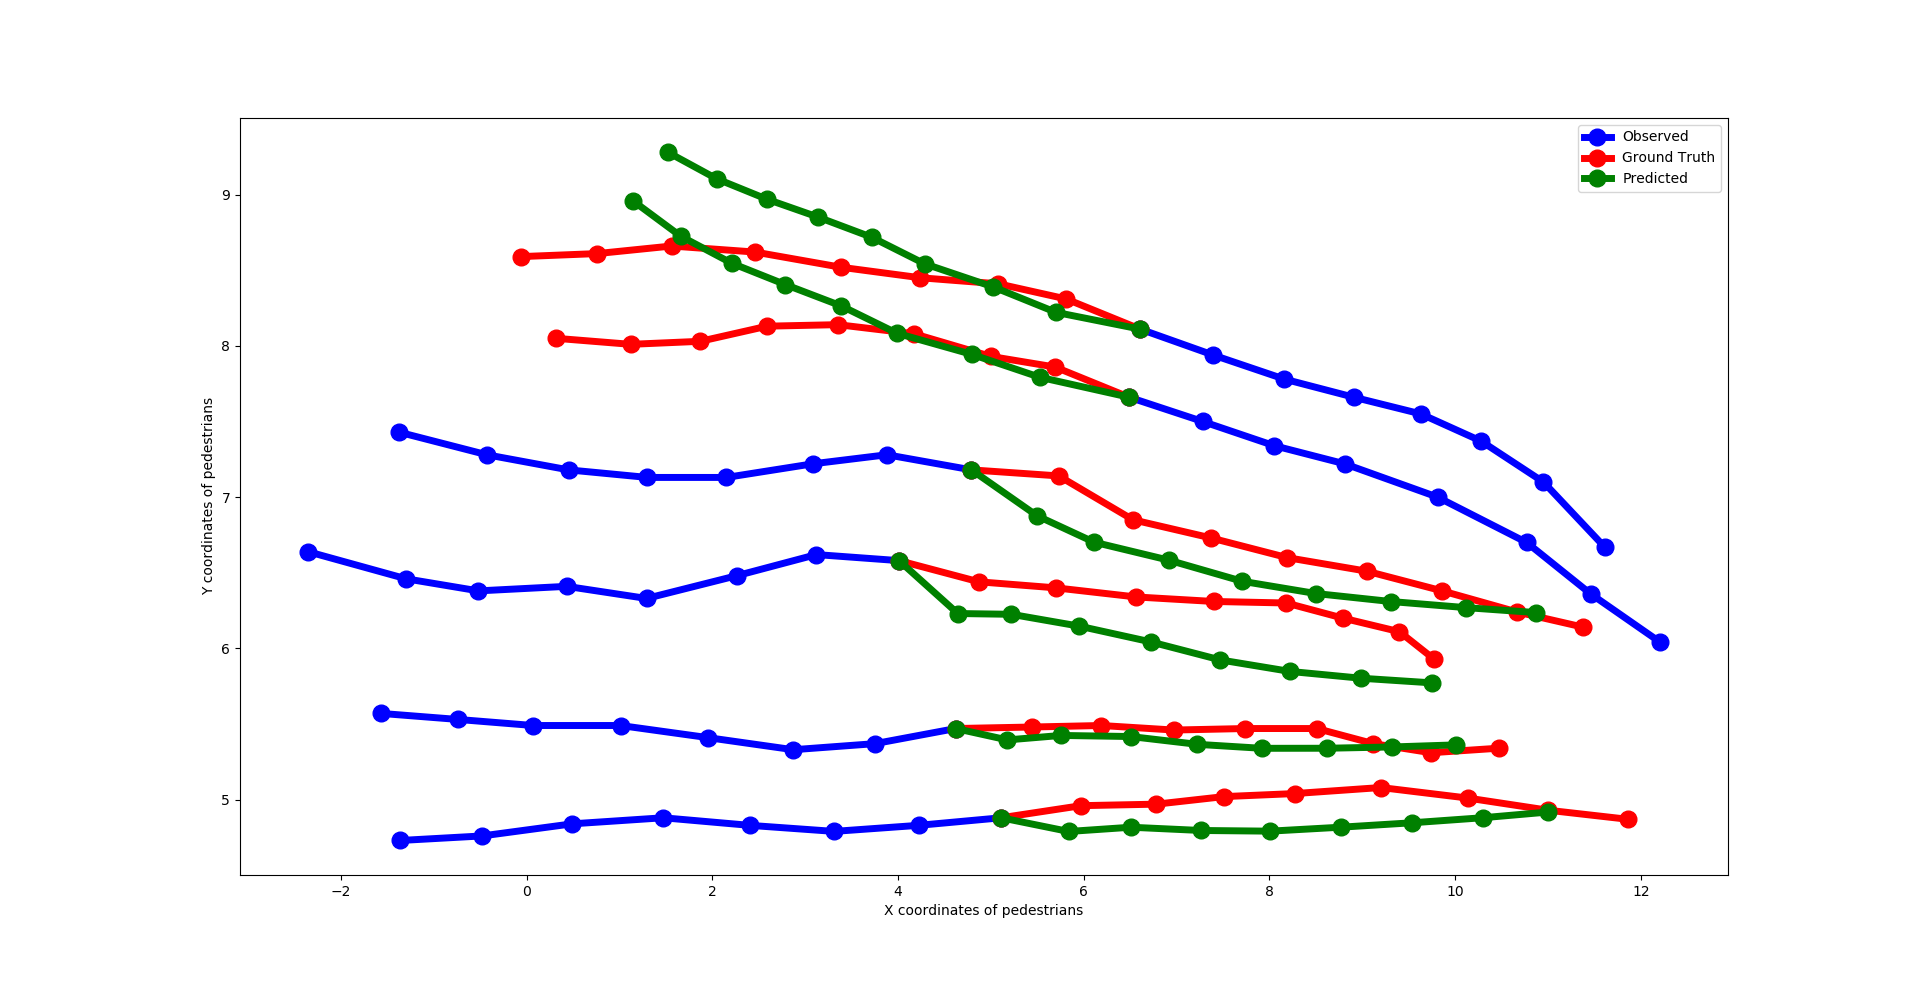 Observed
Ground Truth
Predicted
9
8
7
6
5
Y coordinates of pedestrians
−2 0 2 4 6 8 10 12
X coordinates of pedestrians